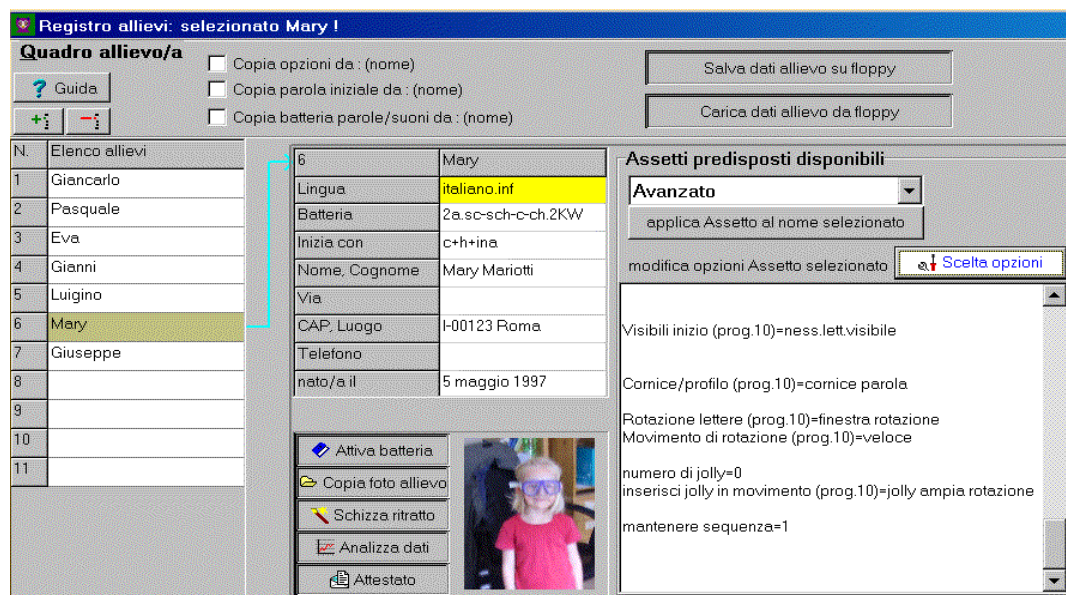 Registro allievi: selezionato Mary !
Quadro allievo/a
? Guida
Copia opzioni da : (nome)
Copia parola iniziale da : (nome)
Copia batteria parole/suoni da : (nome)
Salva dati allievo su floppy
Carica dati allievo da floppy
N. Elenco allievi
1 Giancarlo
2 Pasquale
3 Eva
4 Gianni
5 Luigino
6 Mary
7 Giuseppe
8
9
10
11
6 Mary
Lingua italiano.inf
Batteria 2a.sc-sch-c-ch.2KW
Inizia con c+h+ina
Nome, Cognome Mary Mariotti
Via
CAP, Luogo I-00123 Roma
Telefono
nato/a il 5 maggio 1997
Attiva batteria
Copia foto allievo
Schizza ritratto
Analizza dati
Attestato
Assetti predisposti disponibili
Avanzato
applica Assetto al nome selezionato
modifica opzioni Assetto selezionato Scelta opzioni
Visibili inizio (prog.10)=ness.lett.visibile
Cornice/profilo (prog.10)=cornice parola
Rotazione lettere (prog.10)=finestra rotazione
Movimento di rotazione (prog.10)=veloce
numero di jolly=0
inserisci jolly in movimento (prog.10)=jolly ampia rotazione
mantenere sequenza=1